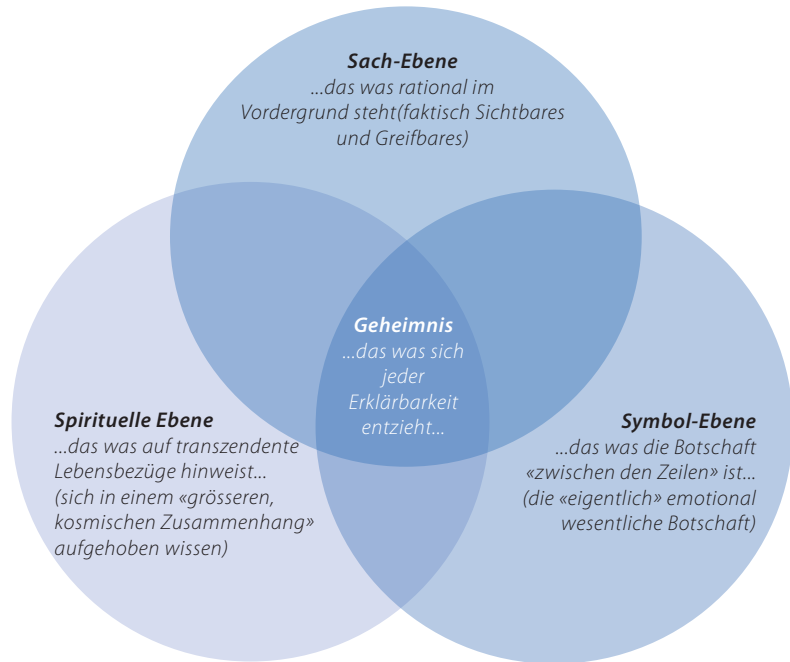 Sach-Ebene
...das was rational im
Vordergrund steht(faktisch Sichtbares
und Greifbares)
Geheimnis
...das was sich
jeder
Erklärbarkeit
entzieht...
Spirituelle Ebene
...das was auf transzendente
Lebensbezüge hinweist...
(sich in einem «grösseren,
kosmischen Zusammenhang»
aufgehoben wissen)
Symbol-Ebene
...das was die Botschaft
«zwischen den Zeilen» ist...
(die «eigentlich» emotional
wesentliche Botschaft)